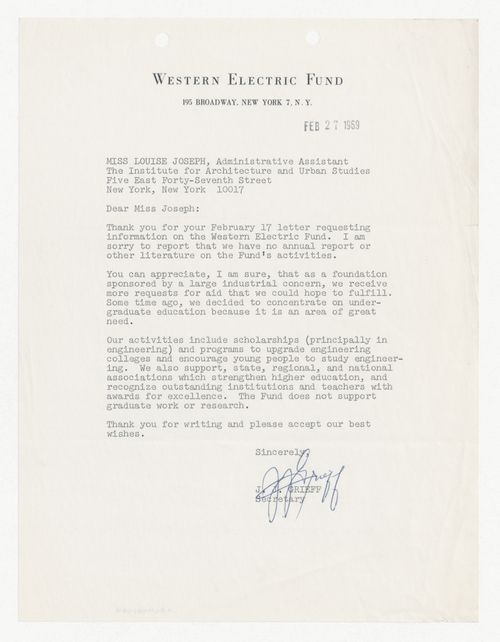 WESTERN ELECTRIC FUND
195 BROADWAY, NEW YORK 7, N. Y.
FEB 27 1969
MISS LOUISE JOSEPH, Administrative Assistant
The Institute for Architecture and Urban Studies
Five East Forty-Seventh Street
New York, New York 10017
Dear Miss Joseph:
Thank you for your February 17 letter requesting
information on the Western Electric Fund. I am
sorry to report that we have no annual report or
other literature on the Fund's activities.
You can appreciate, I am sure, that as a foundation
sponsored by a large industrial concern, we receive
more requests for aid that we could hope to fulfill.
Some time ago, we decided to concentrate on under-
graduate education because it is an area of great
need.
Our activities include scholarships (principally in
engineering) and programs to upgrade engineering
colleges and encourage young people to study engineer-
ing. We also support, state, regional, and national
associations which strengthen higher education, and
recognize outstanding institutions and teachers with
awards for excellence. The Fund does not support
graduate work or research.
Thank you for writing and please accept our best
wishes.
Sincerely,
J. GRIEFF
Secretary